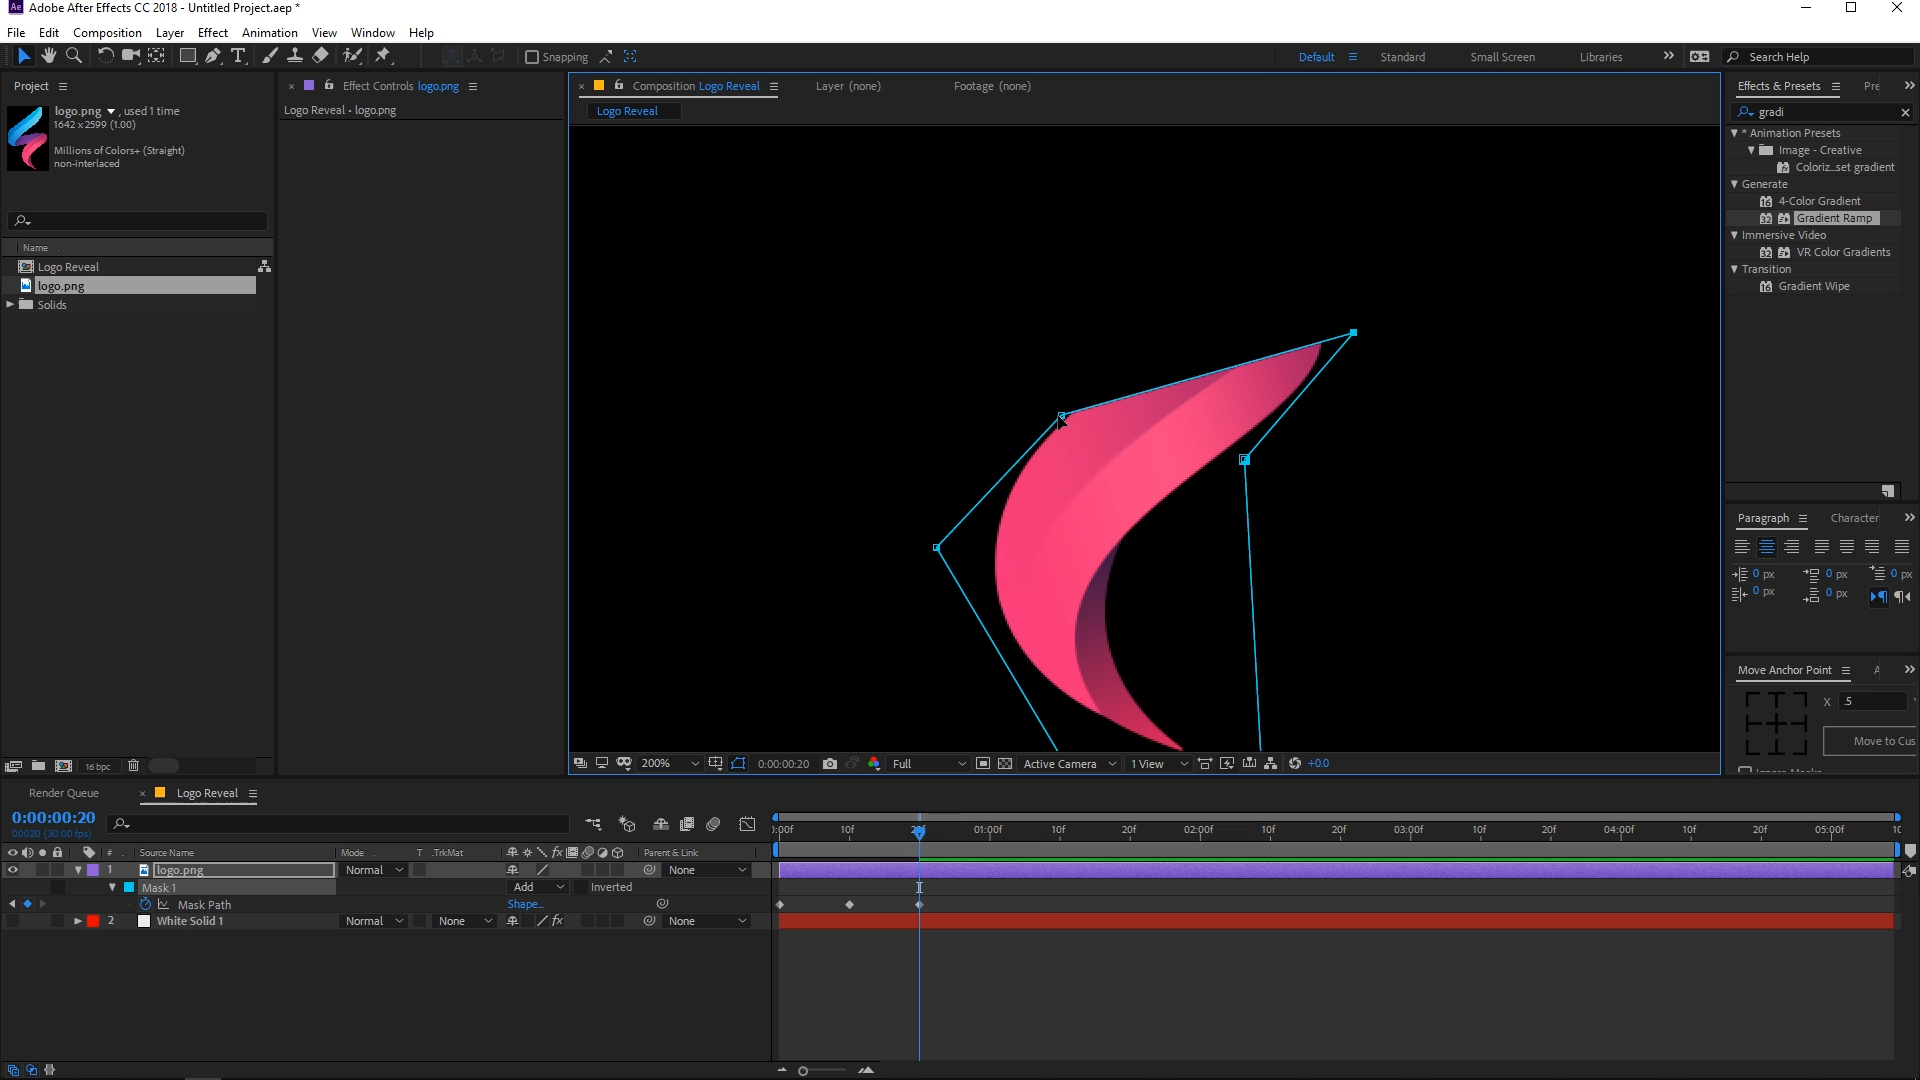 Adobe After Effects CC 2018 - Untitled Project.aep *
File Edit Composition Layer Effect Animation View Window Help
Snapping
Default Standard Small Screen Libraries Search Help
Project
Effect Controls logo.png
Composition Logo Reveal
Layer (none)
Footage (none)
Effects & Presets
Pre
logo.png , used 1 time
1642 x 2599 (1.00)
Millions of Colors+ (Straight)
non-interlaced
Logo Reveal • logo.png
Logo Reveal
gradi
* Animation Presets
Image - Creative
Coloriz...set gradient
Generate
4-Color Gradient
Gradient Ramp
Immersive Video
VR Color Gradients
Transition
Gradient Wipe
Name
Logo Reveal
logo.png
Solids
Paragraph Character
0 px 0 px 0 px
0 px 0 px
Move Anchor Point
X .5
Move to Cus
16 bpc
200% 0:00:00:20 Full Active Camera 1 View +0.0
Render Queue Logo Reveal
0:00:00:20
00020 (30.00 fps)
:00f 10f 20f 01:00f 10f 20f 02:00f 10f 20f 03:00f 10f 20f 04:00f 10f 20f 05:00f 10
# Source Name Mode T .TrkMat Parent & Link
1 logo.png Normal None
Mask 1 Add Inverted
Mask Path Shape...
2 White Solid 1 Normal None None